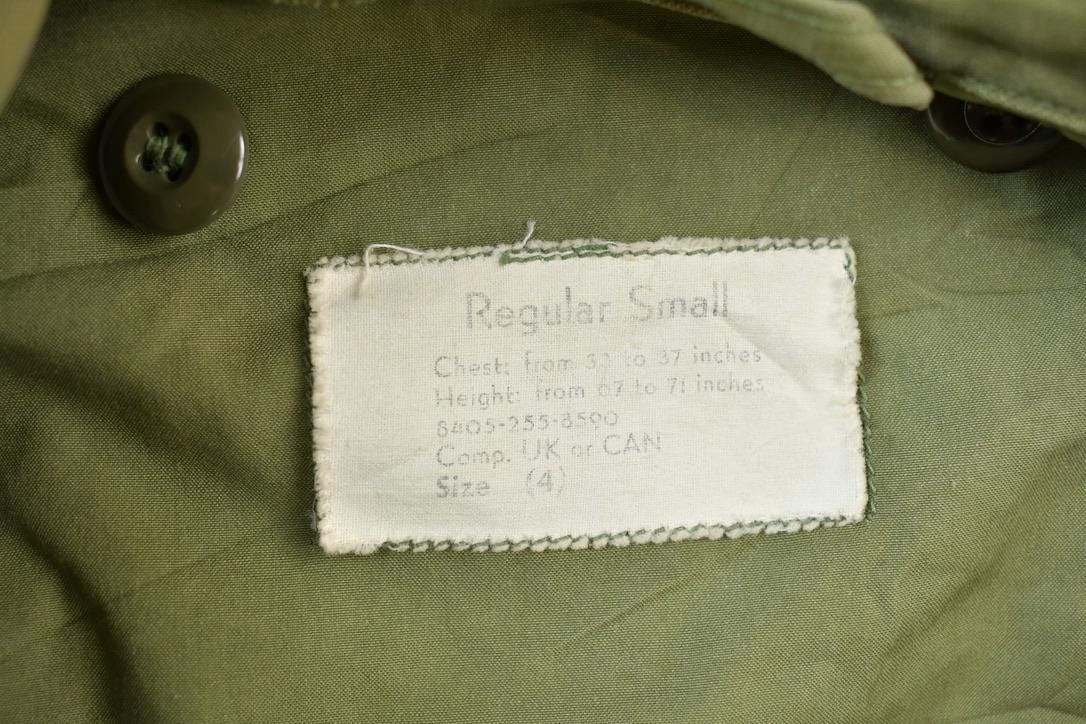 Regular Small
Chest: from 33 to 37 inches
Height: from 67 to 71 inches
8405-255-8590
Comp. UK or CAN
Size (4)